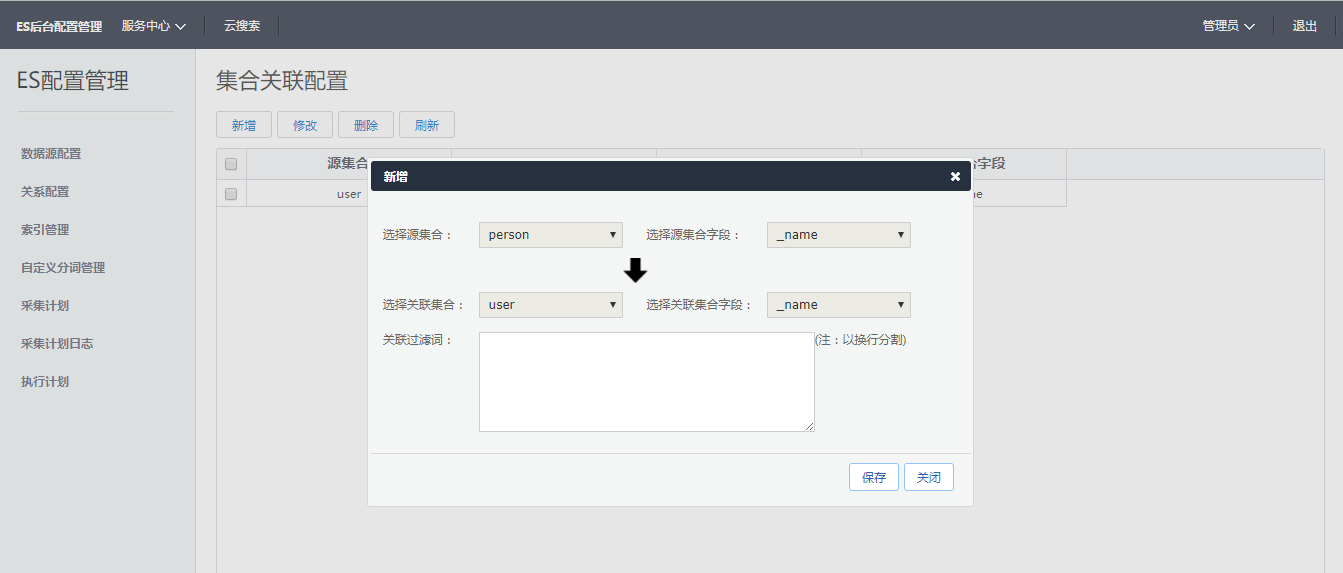 ES后台配置管理 服务中心 云搜索 管理员 退出
ES配置管理
集合关联配置
新增 修改 删除 刷新
数据源配置
关系配置
索引管理
自定义分词管理
采集计划
采集计划日志
执行计划
源集合 字段
user
新增
选择源集合： person 选择源集合字段： _name
选择关联集合： user 选择关联集合字段： _name
关联过滤词： (注：以换行分割)
保存 关闭